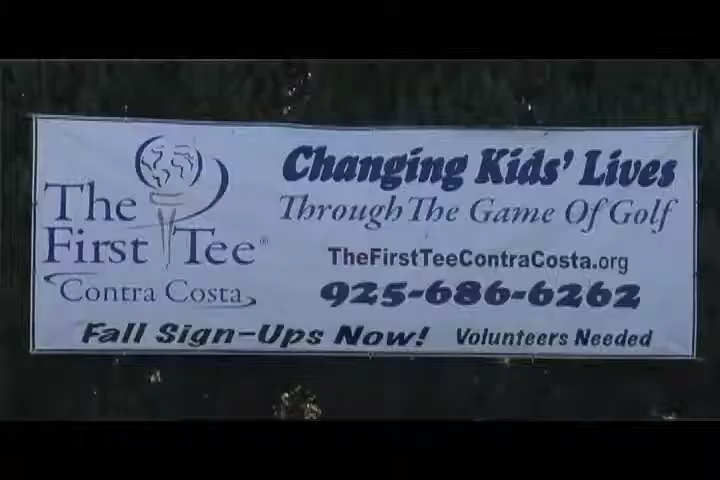 The
First Tee®
Contra Costa
Changing Kids' Lives
Through The Game Of Golf
TheFirstTeeContraCosta.org
925-686-6262
Fall Sign-Ups Now! Volunteers Needed